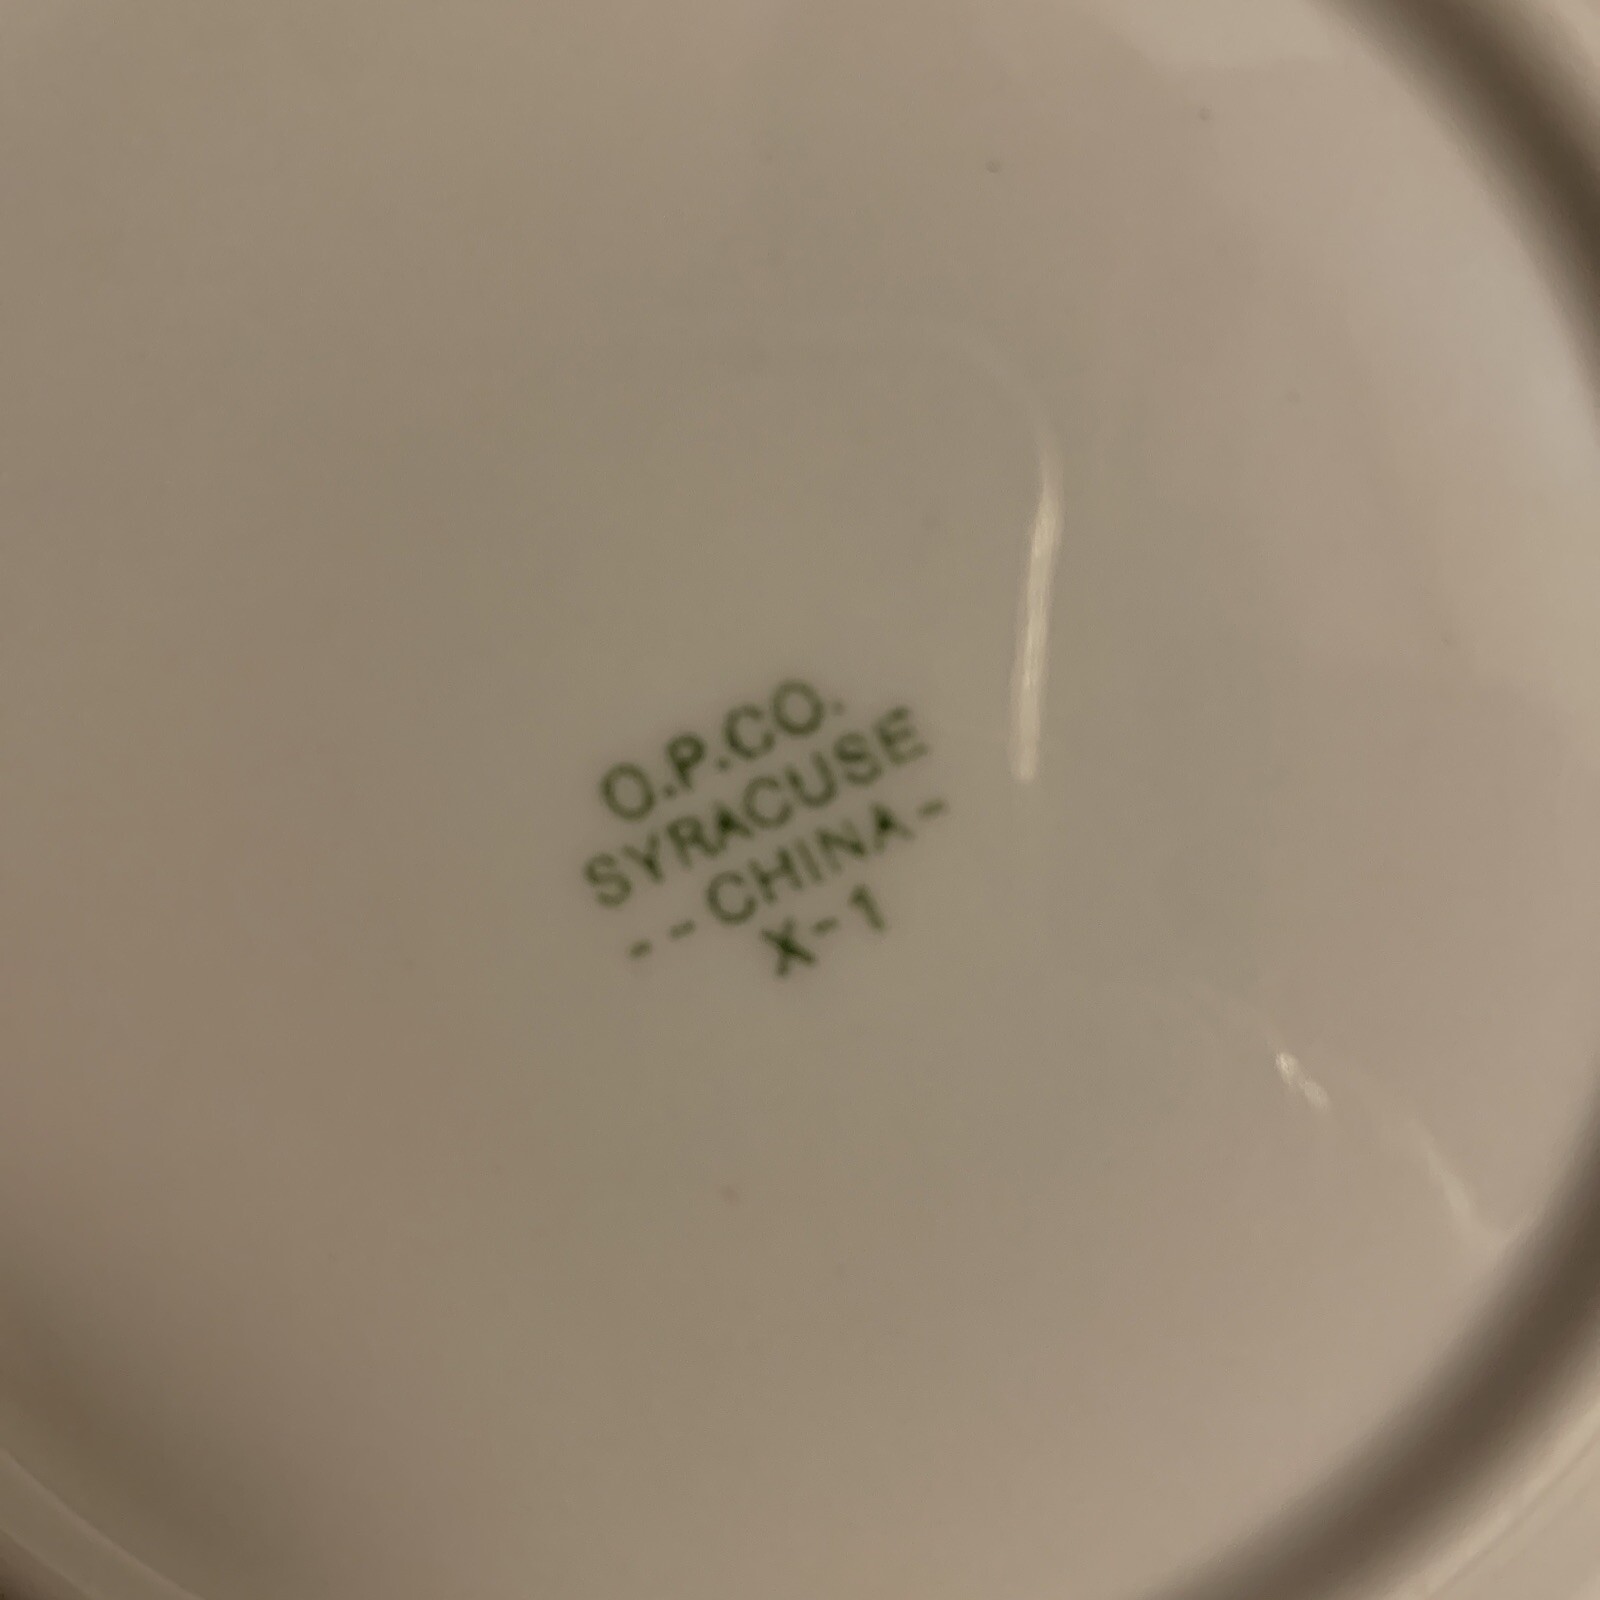 O.P.CO.
SYRACUSE
--CHINA-
X-1